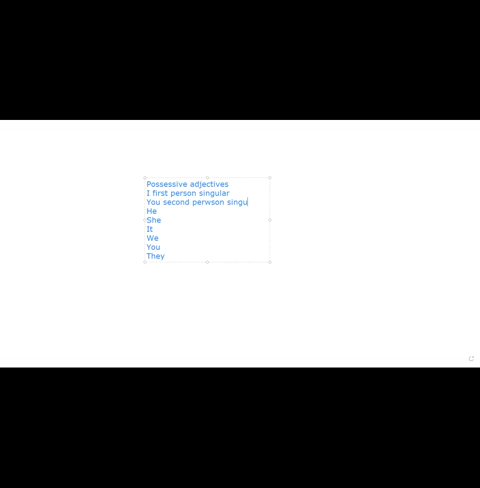 Possessive adjectives
I first person singular
You second perwson singu
He
She
It
We
You
They